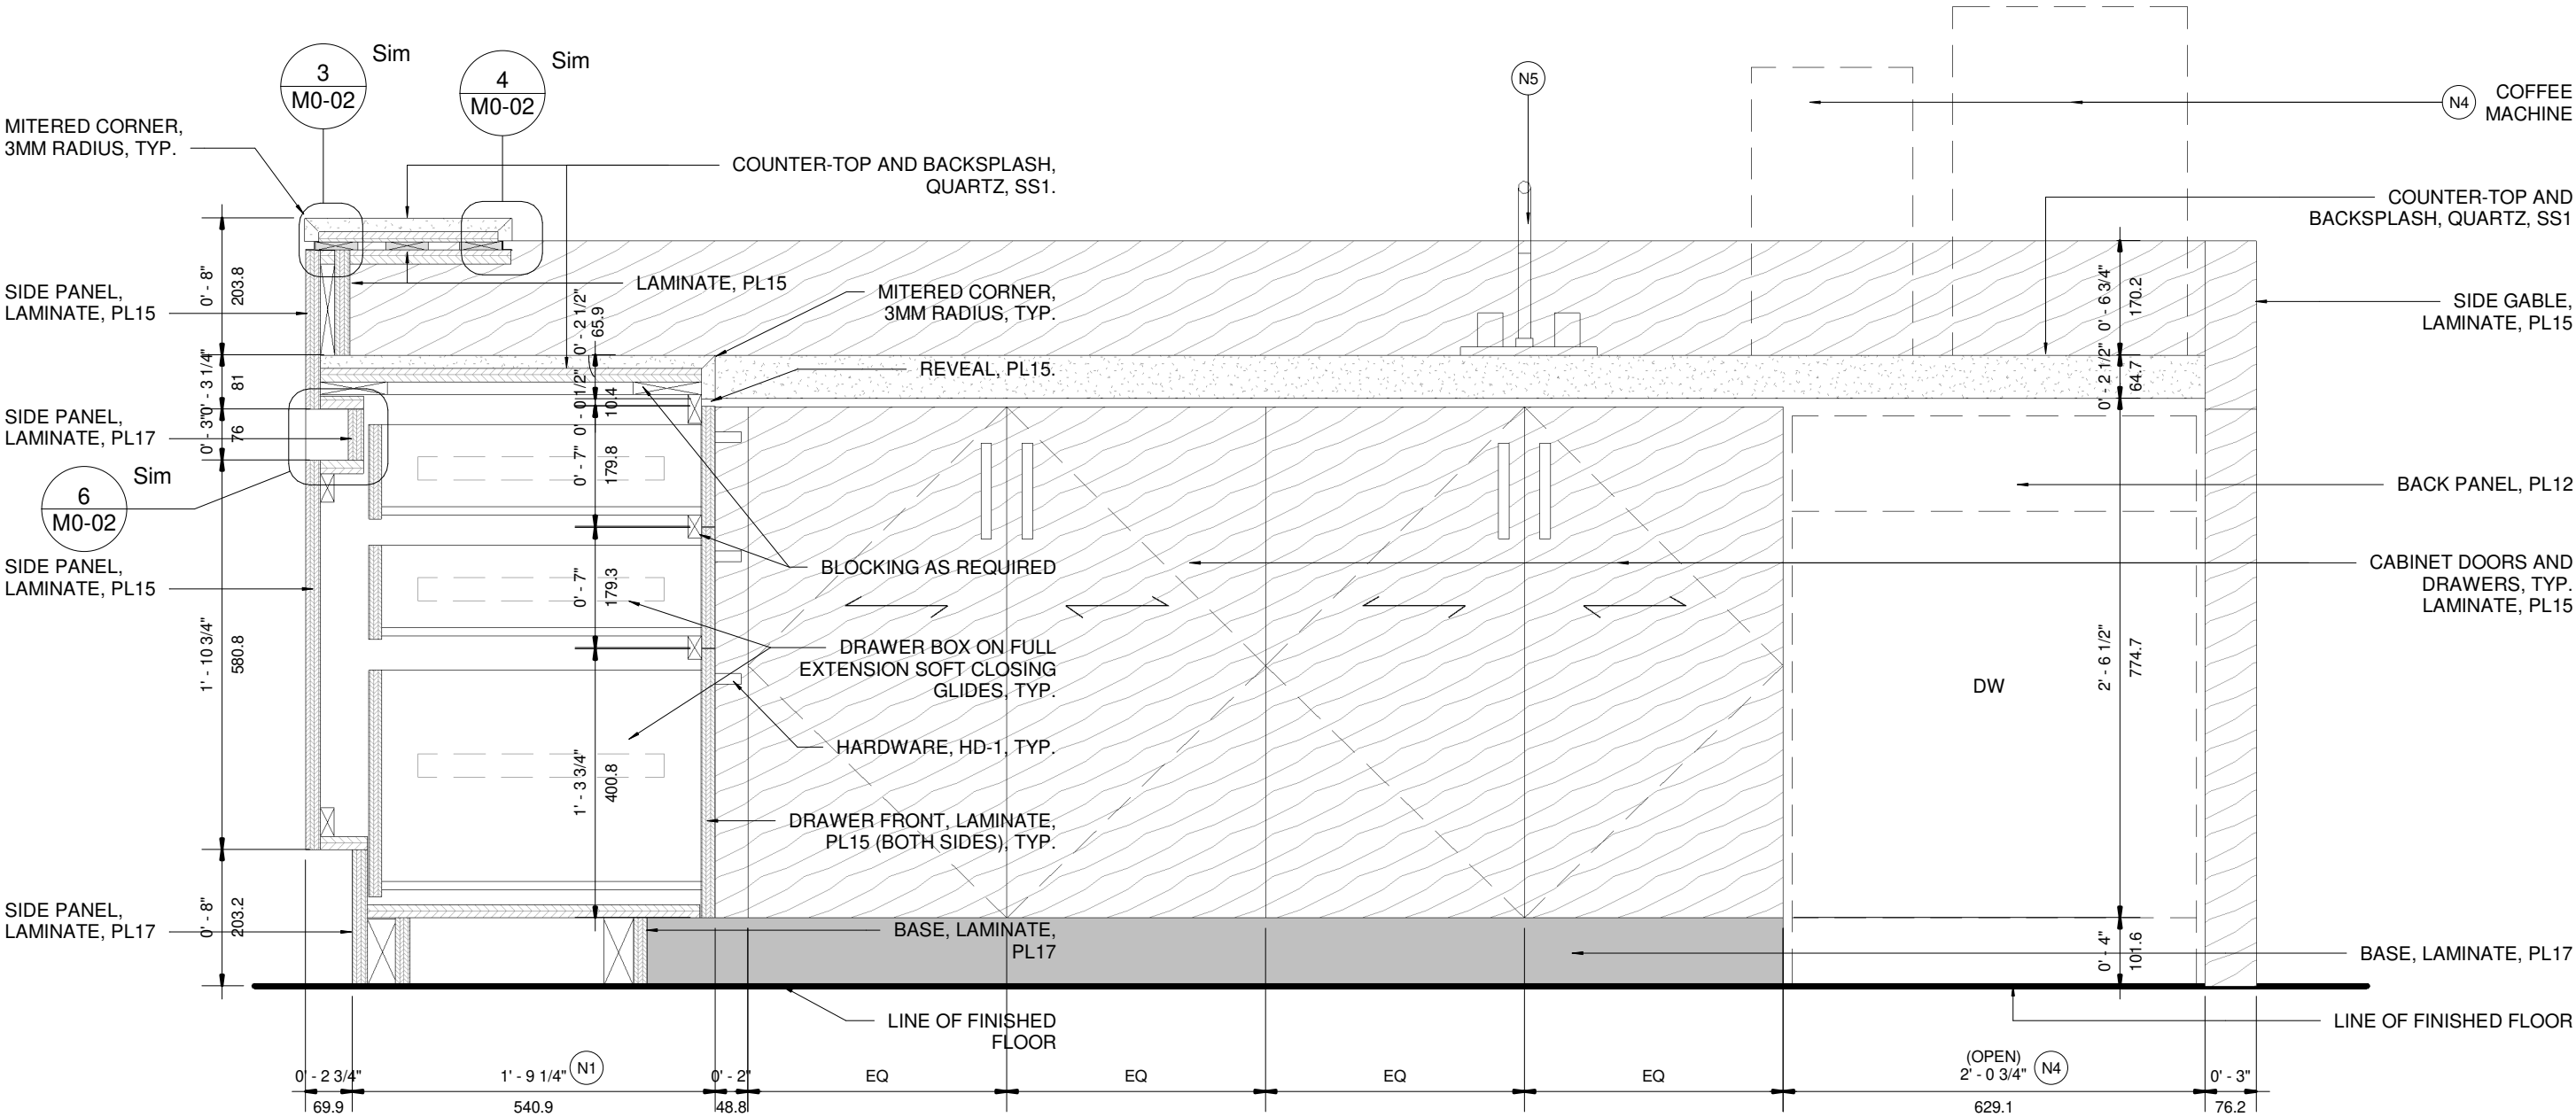 3
M0-02
Sim
4
M0-02
Sim
N5
N4
COFFEE
MACHINE
MITERED CORNER,
3MM RADIUS, TYP.
COUNTER-TOP AND BACKSPLASH,
QUARTZ, SS1.
COUNTER-TOP AND
BACKSPLASH, QUARTZ, SS1
SIDE PANEL,
LAMINATE, PL15
0' - 8"
203.8
LAMINATE, PL15
0' - 2 1/2"
65.9
MITERED CORNER,
3MM RADIUS, TYP.
0' - 6 3/4"
170.2
SIDE GABLE,
LAMINATE, PL15
0' - 3 1/4"
81
REVEAL, PL15.
0' - 2 1/2"
64.7
0' - 0 1/2"
10.4
SIDE PANEL,
LAMINATE, PL17
0' - 3"
76
0' - 7"
179.8
6
M0-02
Sim
BACK PANEL, PL12
SIDE PANEL,
LAMINATE, PL15
0' - 7"
179.3
BLOCKING AS REQUIRED
CABINET DOORS AND
DRAWERS, TYP.
LAMINATE, PL15
1' - 10 3/4"
580.8
DRAWER BOX ON FULL
EXTENSION SOFT CLOSING
GLIDES, TYP.
DW
2' - 6 1/2"
774.7
HARDWARE, HD-1, TYP.
1' - 3 3/4"
400.8
DRAWER FRONT, LAMINATE,
PL15 (BOTH SIDES), TYP.
SIDE PANEL,
LAMINATE, PL17
0' - 8"
203.2
BASE, LAMINATE,
PL17
0' - 4"
101.6
BASE, LAMINATE, PL17
LINE OF FINISHED
FLOOR
LINE OF FINISHED FLOOR
0' - 2 3/4"
69.9
1' - 9 1/4"
N1
540.9
0' - 2"
48.8
EQ
EQ
EQ
EQ
(OPEN)
2' - 0 3/4"
N4
629.1
0' - 3"
76.2